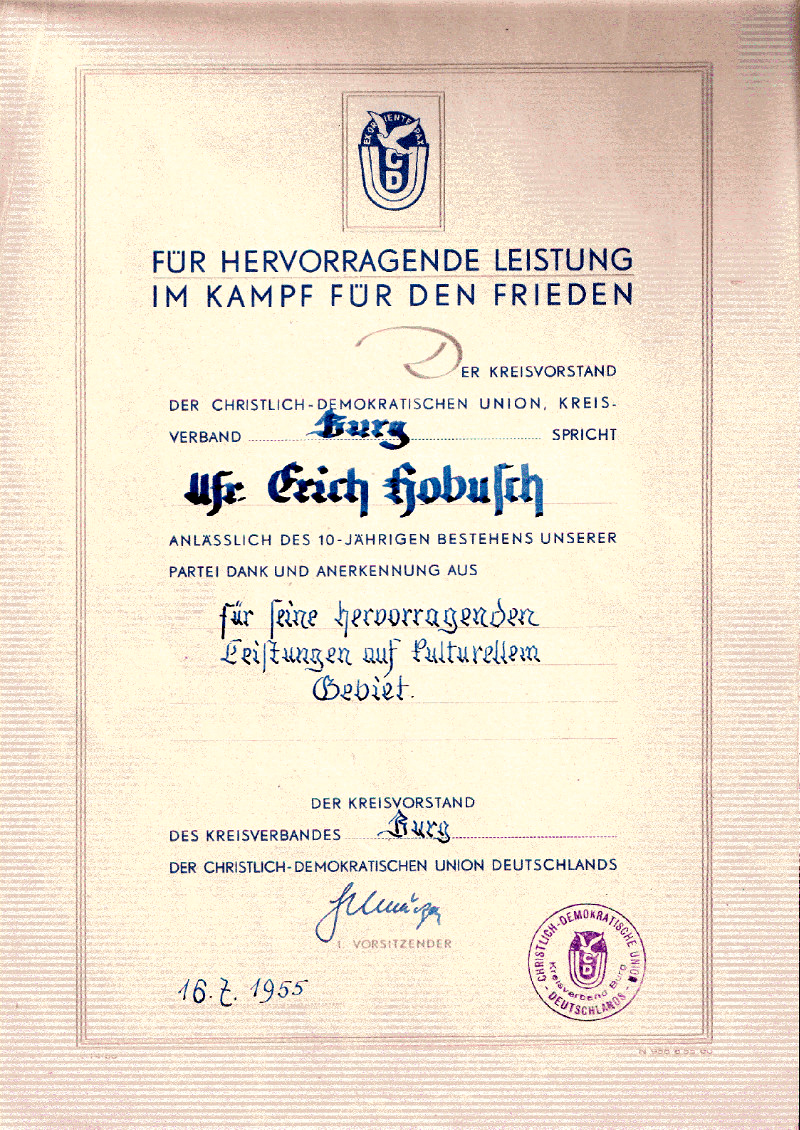 EX ORIENTE PAX
CDU
FÜR HERVORRAGENDE LEISTUNG
IM KAMPF FÜR DEN FRIEDEN
DER KREISVORSTAND
DER CHRISTLICH-DEMOKRATISCHEN UNION, KREIS-
VERBAND Burg SPRICHT
Ufr. Erich Hobusch
ANLÄSSLICH DES 10-JÄHRIGEN BESTEHENS UNSERER
PARTEI DANK UND ANERKENNUNG AUS
für seine hervorragenden
Leistungen auf kulturellem
Gebiet.
DER KREISVORSTAND
DES KREISVERBANDES Burg
DER CHRISTLICH-DEMOKRATISCHEN UNION DEUTSCHLANDS
1. VORSITZENDER
16.7.1955
CHRISTLICH-DEMOKRATISCHE UNION
DEUTSCHLANDS
Kreisverband Burg
CDU